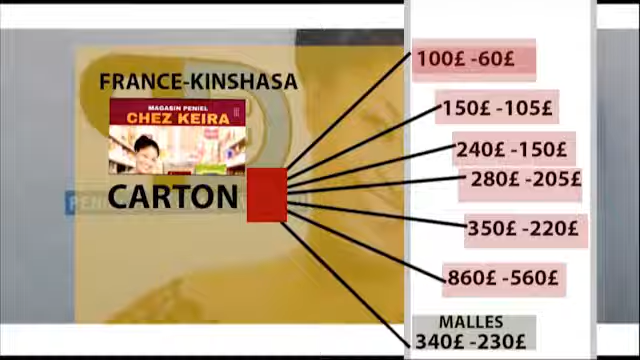 FRANCE-KINSHASA
MAGASIN PENIEL
CHEZ KEIRA
CARTON
100£ -60£
150£ -105£
240£ -150£
280£ -205£
350£ -220£
860£ -560£
MALLES
340£ -230£